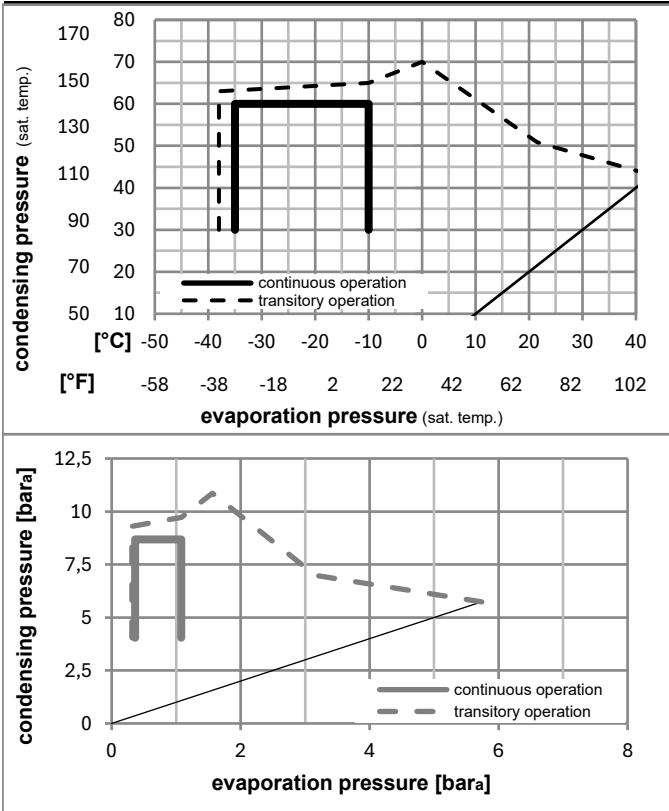 condensing pressure (sat. temp.)
170 80
150 70
60
130 50
110 40
90 30
70 20
50 10
continuous operation
transitory operation
[°C] -50 -40 -30 -20 -10 0 10 20 30 40
[°F] -58 -38 -18 2 22 42 62 82 102
evaporation pressure (sat. temp.)
condensing pressure [bara]
12,5
10
7,5
5
2,5
0
continuous operation
transitory operation
0 2 4 6 8
evaporation pressure [bara]